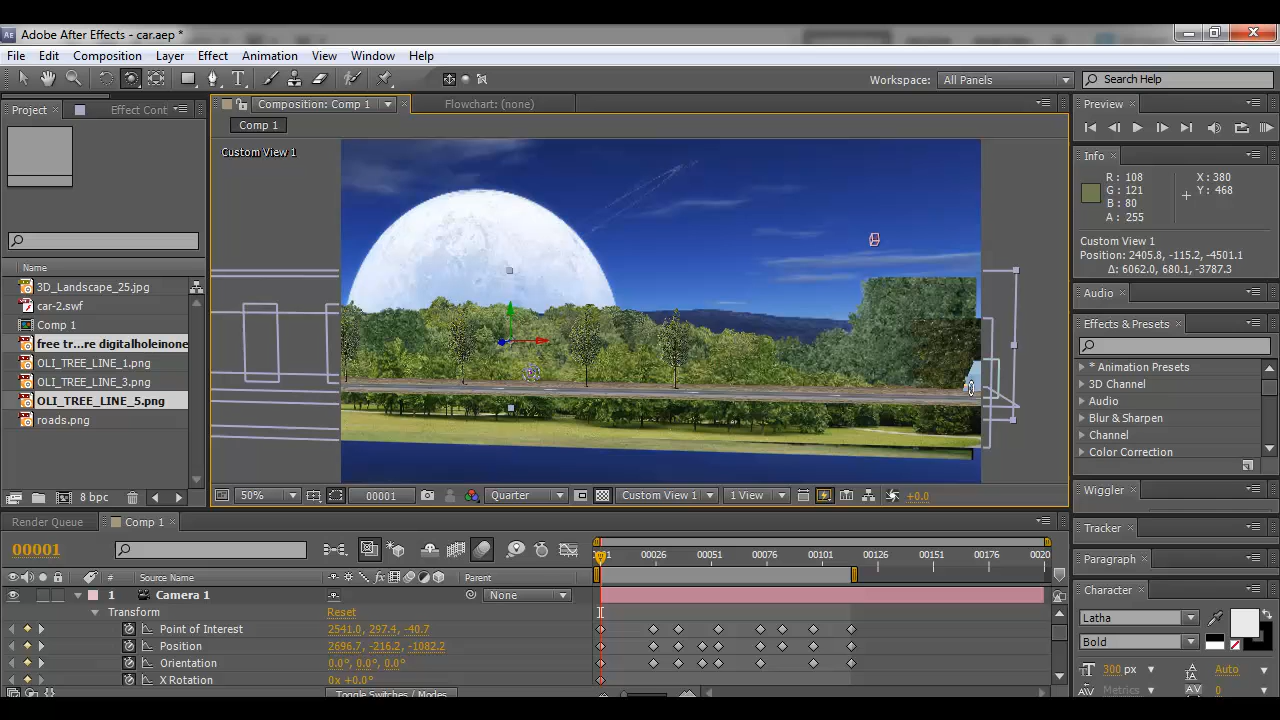 Adobe After Effects - car.aep *
File Edit Composition Layer Effect Animation View Window Help
Workspace: All Panels Search Help
Project Effect Cont
Composition: Comp 1 Flowchart: (none)
Comp 1
Custom View 1
Name
3D_Landscape_25.jpg
car-2.swf
Comp 1
free tr...re digitalholeinone
OLI_TREE_LINE_1.png
OLI_TREE_LINE_3.png
OLI_TREE_LINE_5.png
roads.png
8 bpc
50% 00001 Quarter Custom View 1 1 View +0.0
Preview
Info
R : 108
G : 121
B : 80
A : 255
X : 380
Y : 468
Custom View 1
Position: 2405.8, -115.2, -4501.1
Δ: 6062.0, 680.1, -3787.3
Audio
Effects & Presets
* Animation Presets
3D Channel
Audio
Blur & Sharpen
Channel
Color Correction
Wiggler
Tracker
Paragraph
Character
Latha
Bold
300 px Auto
Metrics 0
Render Queue Comp 1
00001
00026 00051 00076 00101 00126 00151 00176 0020
# Source Name Parent
1 Camera 1 None
Transform Reset
Point of Interest 2541.0, 297.4, -40.7
Position 2696.7, -216.2, -1082.2
Orientation 0.0°, 0.0°, 0.0°
X Rotation 0x +0.0°
Toggle Switches / Modes